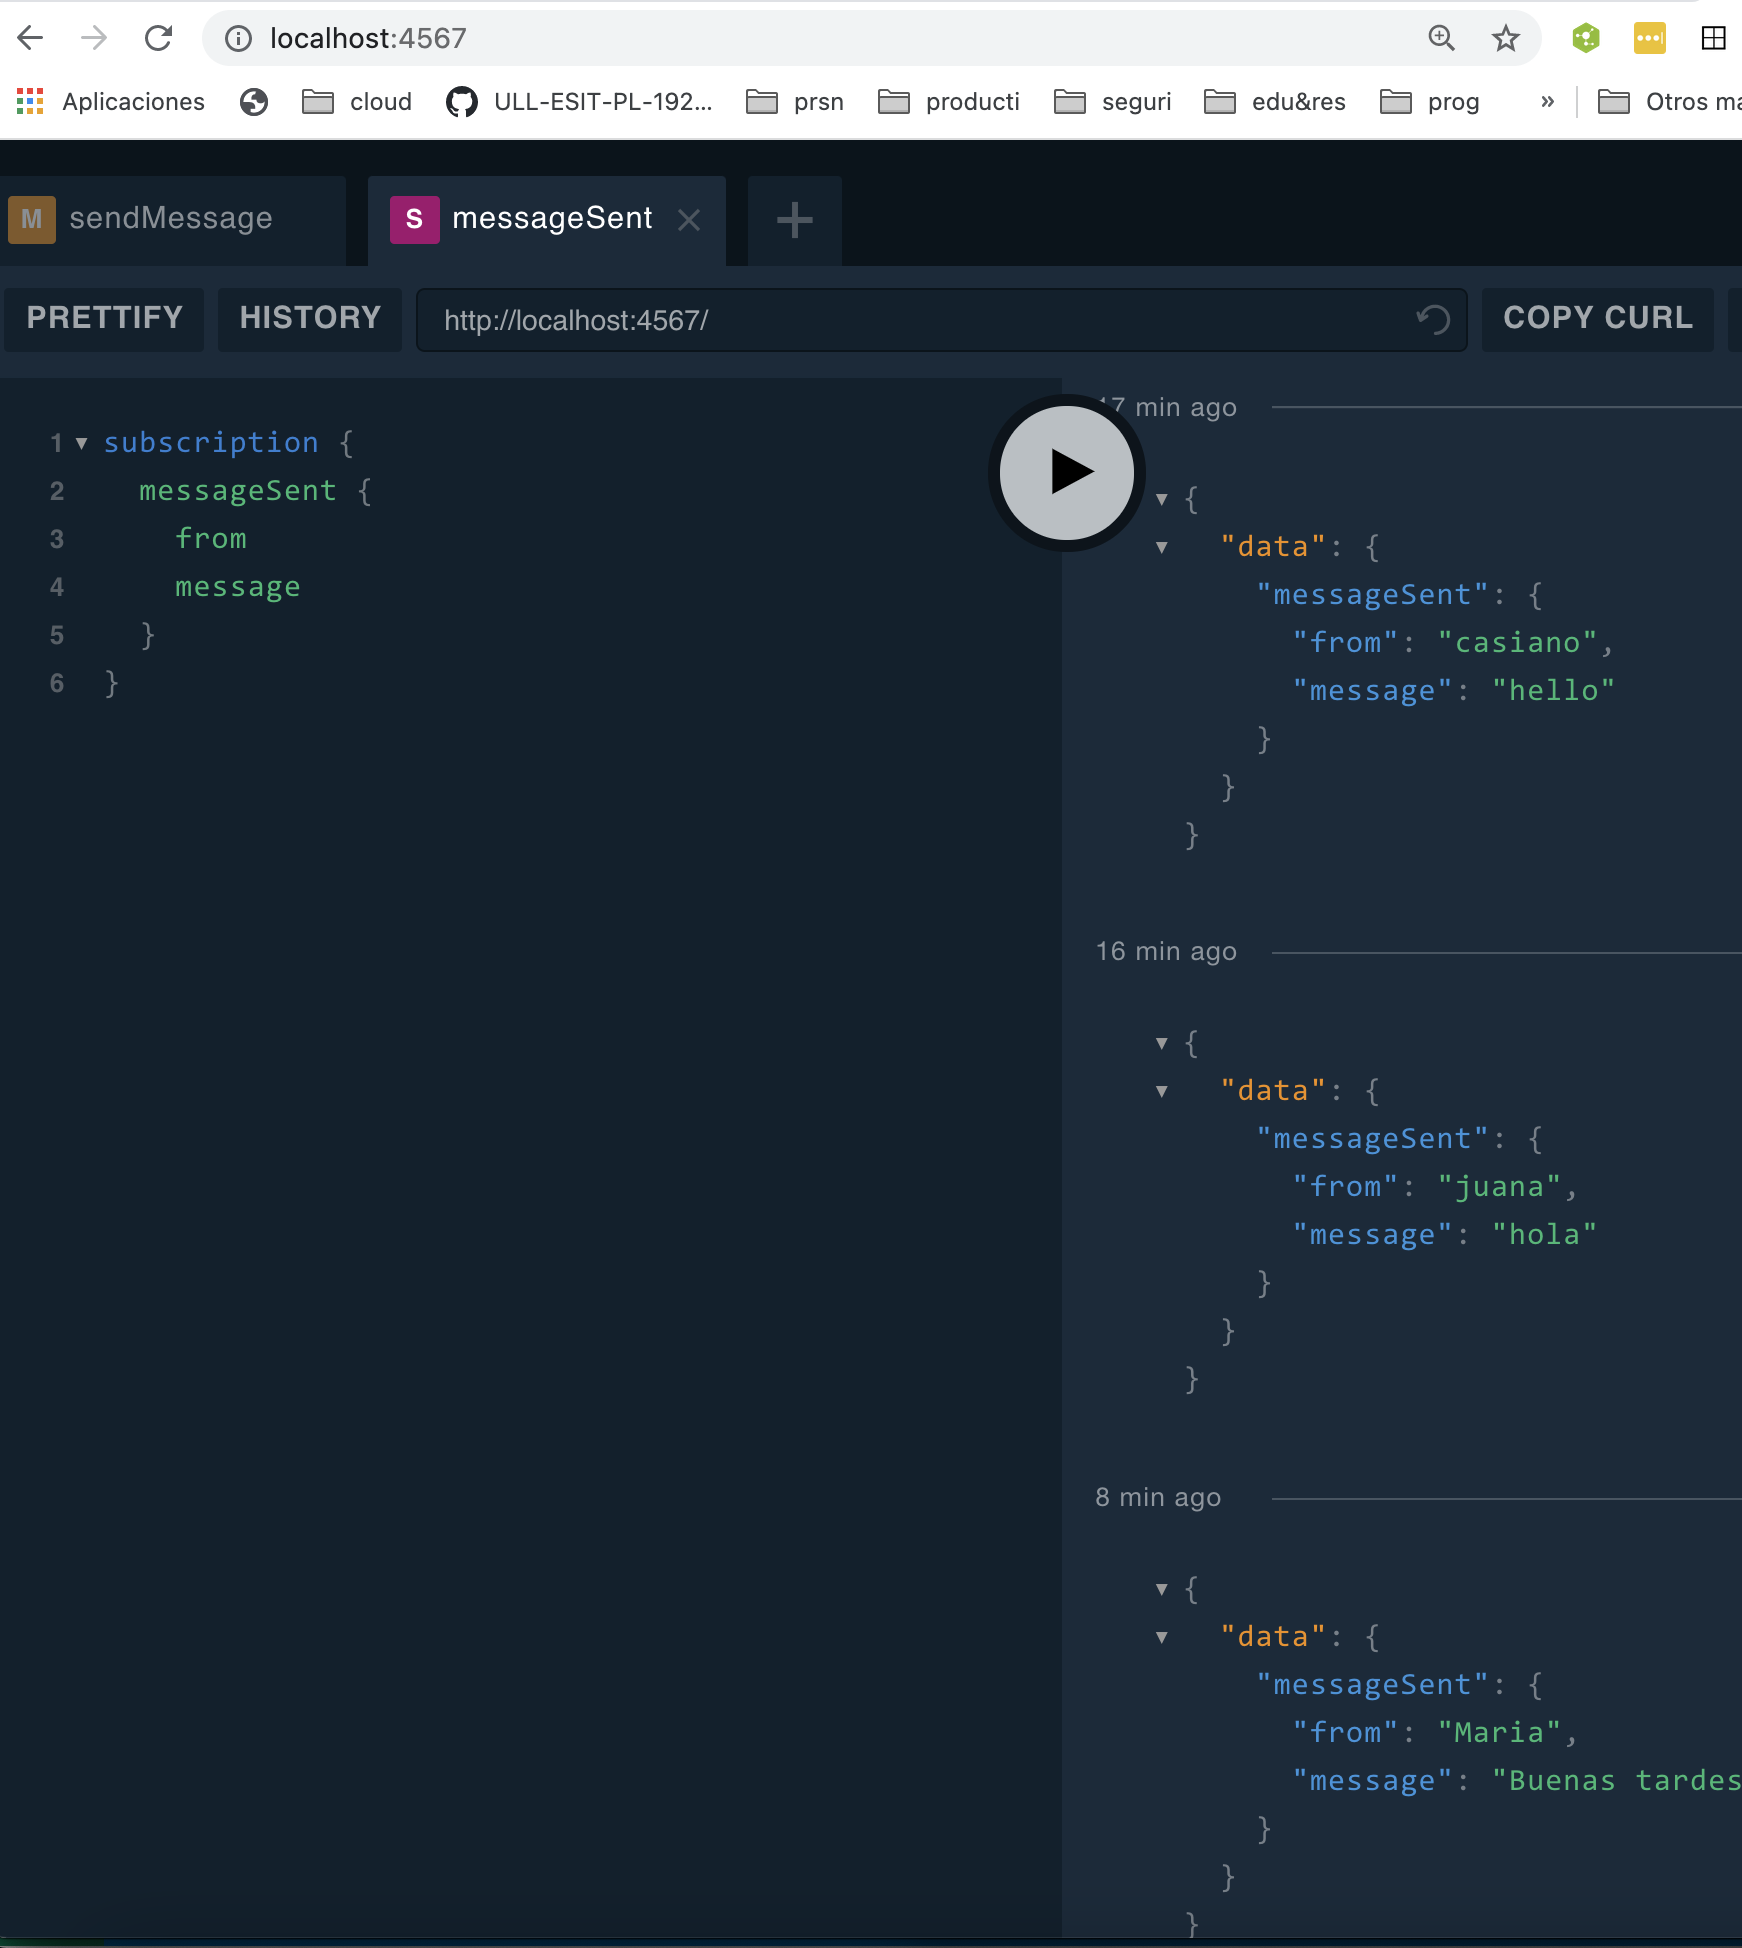 localhost:4567
Aplicaciones cloud ULL-ESIT-PL-192... prsn producti seguri edu&res prog » Otros ma
M sendMessage S messageSent
PRETTIFY HISTORY http://localhost:4567/ COPY CURL
1 subscription {
2 messageSent {
3 from
4 message
5 }
6 }
17 min ago
{
"data": {
"messageSent": {
"from": "casiano",
"message": "hello"
}
}
}
16 min ago
{
"data": {
"messageSent": {
"from": "juana",
"message": "hola"
}
}
}
8 min ago
{
"data": {
"messageSent": {
"from": "Maria",
"message": "Buenas tardes
}
}
}